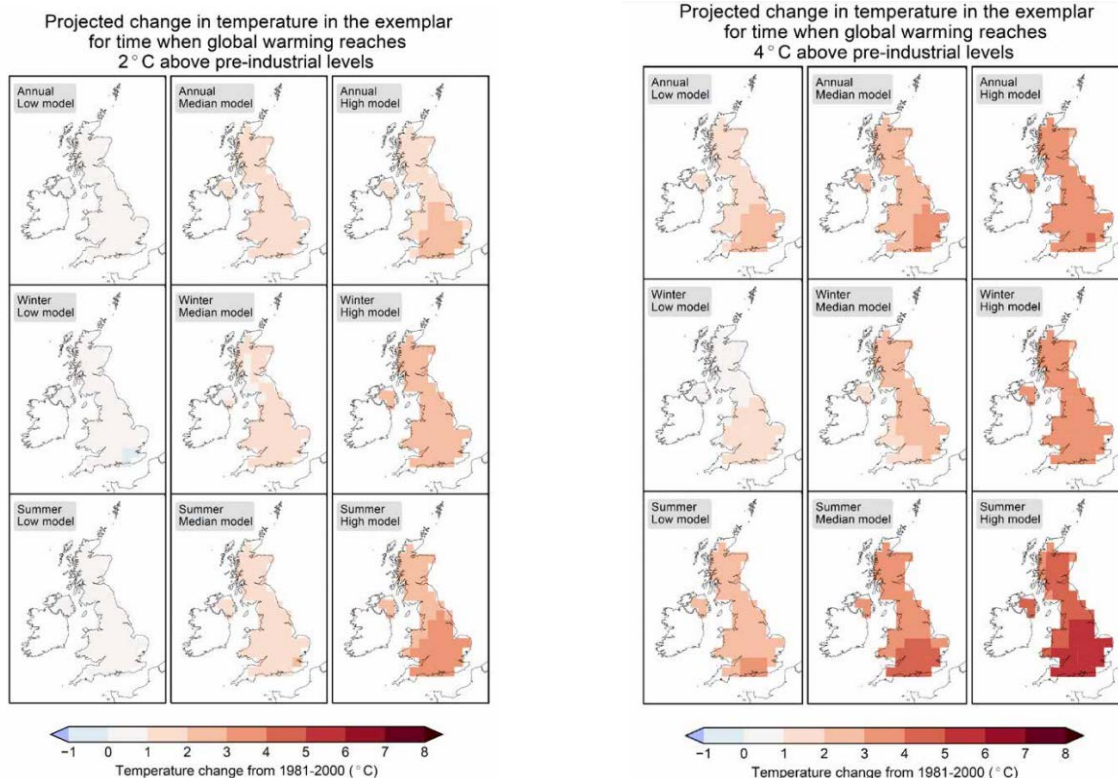 Projected change in temperature in the exemplar
for time when global warming reaches
2°C above pre-industrial levels
Annual
Low model
Annual
Median model
Annual
High model
Winter
Low model
Winter
Median model
Winter
High model
Summer
Low model
Summer
Median model
Summer
High model
−1 0 1 2 3 4 5 6 7 8
Temperature change from 1981-2000 (°C)
Projected change in temperature in the exemplar
for time when global warming reaches
4°C above pre-industrial levels
Annual
Low model
Annual
Median model
Annual
High model
Winter
Low model
Winter
Median model
Winter
High model
Summer
Low model
Summer
Median model
Summer
High model
−1 0 1 2 3 4 5 6 7 8
Temperature change from 1981-2000 (°C)